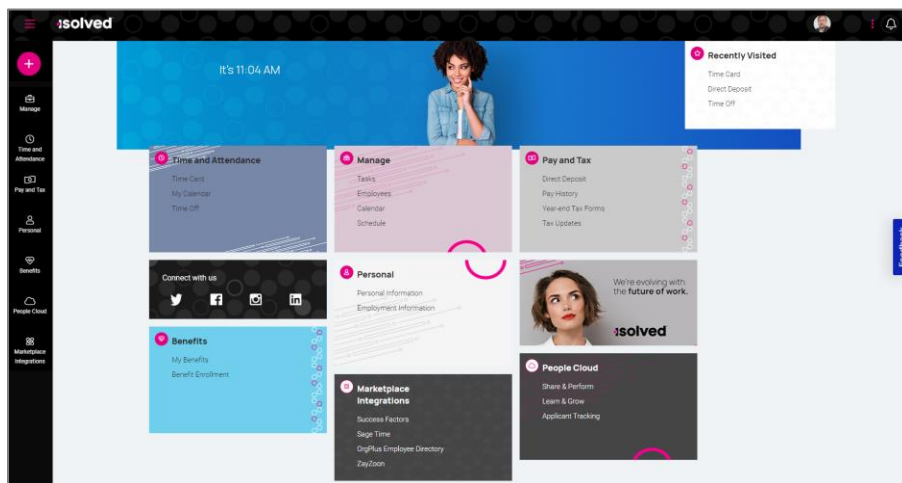 isolved
It's 11:04 AM
Recently Visited
Time Card
Direct Deposit
Time Off
Manage
Time and
Attendance
Pay and Tax
Personal
Benefits
People Cloud
Marketplace
Integrations
Time and Attendance
Time Card
My Calendar
Time Off
Manage
Tasks
Employees
Calendar
Schedule
Pay and Tax
Direct Deposit
Pay History
Year-end Tax Forms
Tax Updates
Feedback
Connect with us
Personal
Personal Information
Employment Information
We're evolving with
the future of work.
isolved
Benefits
My Benefits
Benefit Enrollment
Marketplace
Integrations
Success Factors
Sage Time
OrgPlus Employee Directory
ZayZoon
People Cloud
Share & Perform
Learn & Grow
Applicant Tracking